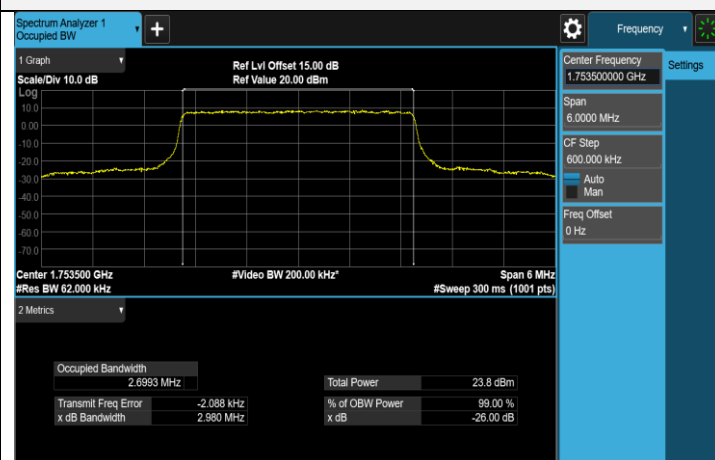 Spectrum Analyzer 1
Occupied BW
+
Frequency
1 Graph
Ref Lvl Offset 15.00 dB
Scale/Div 10.0 dB
Ref Value 20.00 dBm
Log
10.0
0.00
-10.0
-20.0
-30.0
-40.0
-50.0
-60.0
-70.0
Center 1.753500 GHz
#Video BW 200.00 kHz*
Span 6 MHz
#Res BW 62.000 kHz
#Sweep 300 ms (1001 pts)
2 Metrics
Occupied Bandwidth
2.6993 MHz
Total Power 23.8 dBm
Transmit Freq Error -2.088 kHz
% of OBW Power 99.00 %
x dB Bandwidth 2.980 MHz
x dB -26.00 dB
Center Frequency
1.753500000 GHz
Settings
Span
6.0000 MHz
CF Step
600.000 kHz
Auto
Man
Freq Offset
0 Hz